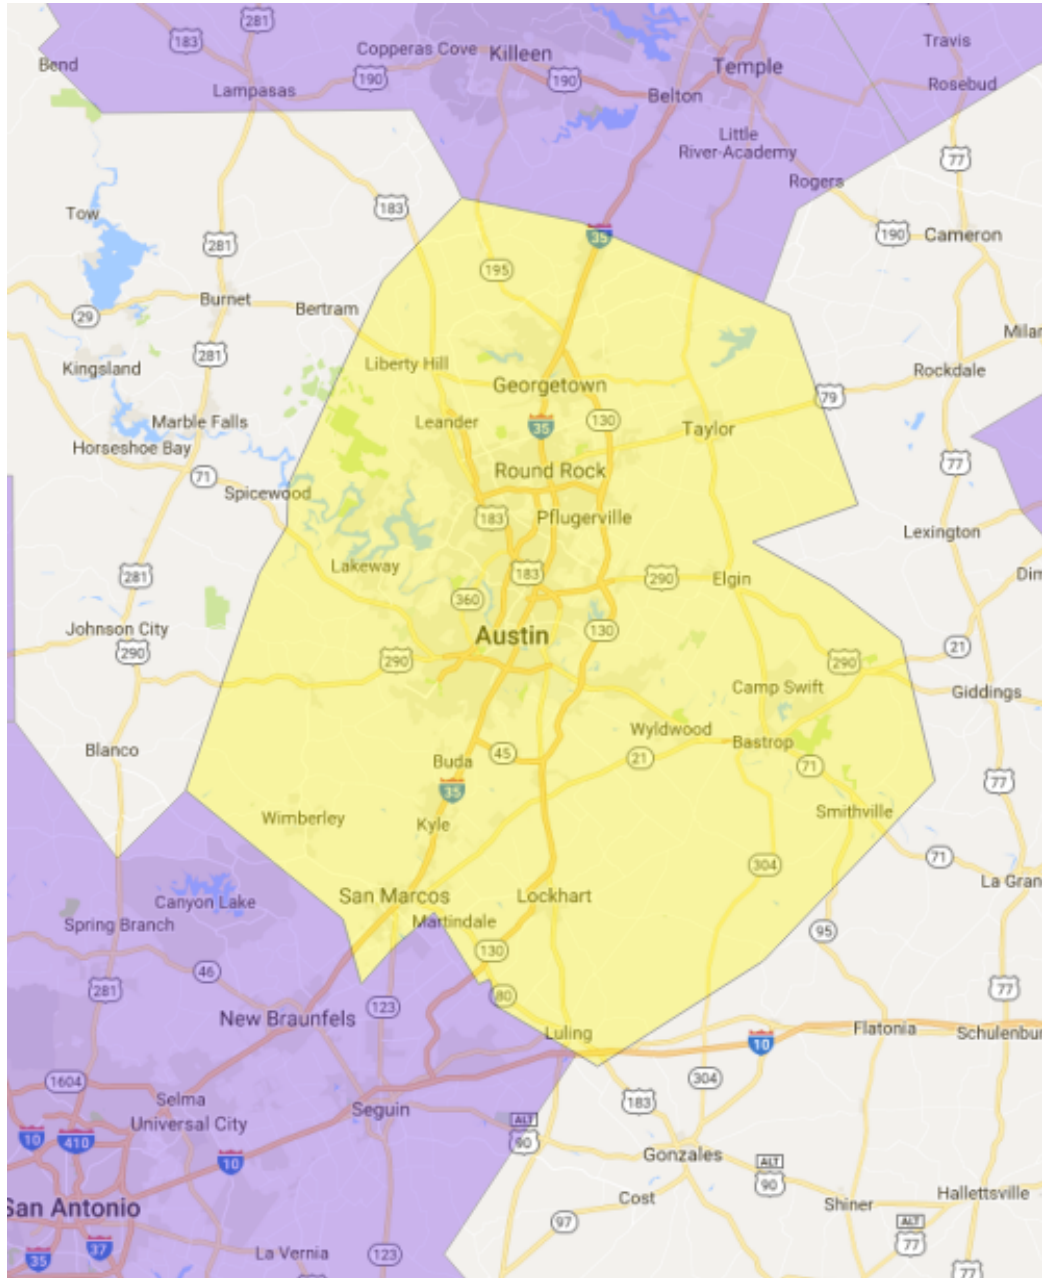 281
183
Copperas Cove
Killeen
Travis
Bend
190
190
Temple
Lampasas
Belton
Rosebud
Little
River-Academy
77
Rogers
Tow
183
281
35
190
Cameron
195
29
Burnet
Bertram
Milan
Kingsland
281
Liberty Hill
Georgetown
Rockdale
79
Marble Falls
Leander
35
130
Taylor
Horseshoe Bay
71
Round Rock
77
Spicewood
183
Pflugerville
Lexington
Lakeway
183
281
290
Elgin
Dim
360
Johnson City
Austin
130
290
290
290
21
Camp Swift
Giddings
Blanco
Wyldwood
Bastrop
Buda
45
21
71
77
35
Wimberley
Kyle
Smithville
304
71
San Marcos
Lockhart
La Gran
Canyon Lake
Spring Branch
Martindale
95
46
130
281
80
77
123
New Braunfels
Luling
10
Flatonia
Schulenbur
1604
304
Selma
Seguin
183
Universal City
ALT
90
10
410
10
Gonzales
ALT
90
San Antonio
Cost
Shiner
Hallettsville
97
ALT
77
35
37
La Vernia
123
181
77